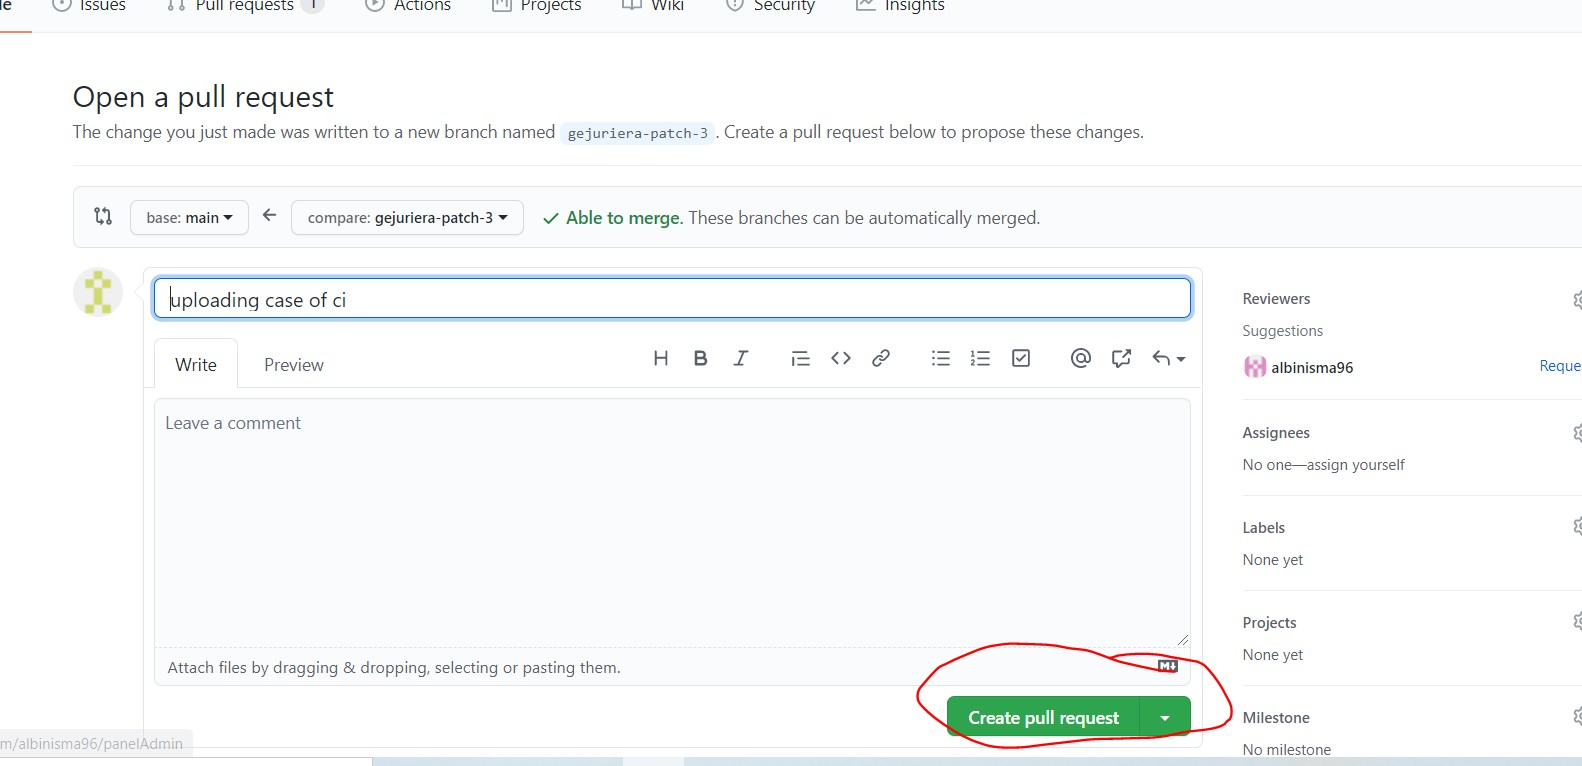 Issues Pull requests 1 Actions Projects Wiki Security Insights
Open a pull request
The change you just made was written to a new branch named gejuriera-patch-3. Create a pull request below to propose these changes.
base: main compare: gejuriera-patch-3 Able to merge. These branches can be automatically merged.
uploading case of ci
Write Preview
Leave a comment
Attach files by dragging & dropping, selecting or pasting them.
Create pull request
Reviewers
Suggestions
albinisma96 Reque
Assignees
No one—assign yourself
Labels
None yet
Projects
None yet
Milestone
No milestone
m/albinisma96/panelAdmin